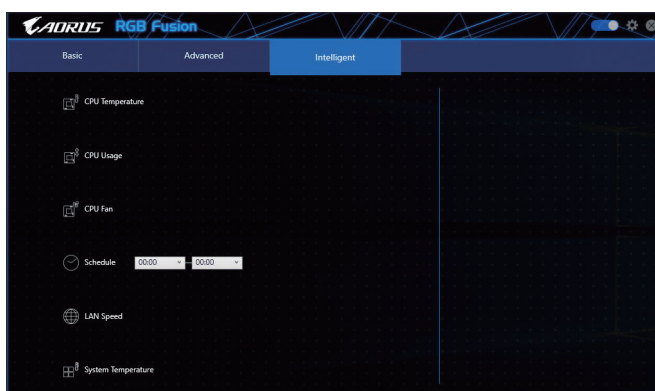 AORUS RGB Fusion
Basic Advanced Intelligent
CPU Temperature
CPU Usage
CPU Fan
Schedule 00:00 00:00
LAN Speed
System Temperature